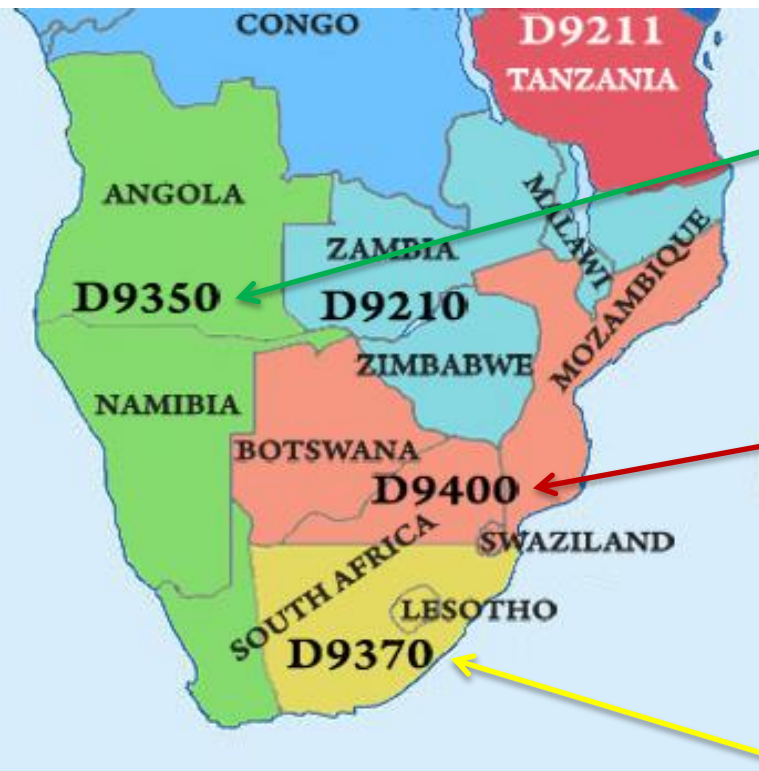 CONGO
D9211
TANZANIA
ANGOLA
MALAWI
ZAMBIA
MOZAMBIQUE
D9350
D9210
ZIMBABWE
NAMIBIA
BOTSWANA
D9400
SWAZILAND
SOUTH AFRICA
LESOTHO
D9370